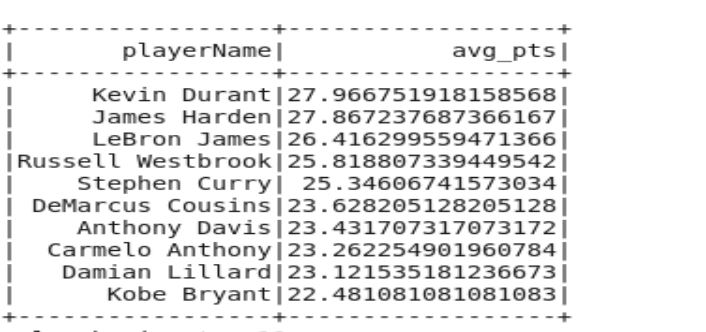 +-----------------+------------------+
|       playerName|           avg_pts|
+-----------------+------------------+
|     Kevin Durant|27.966751918158568|
|     James Harden|27.867237687366167|
|     LeBron James|26.416299559471366|
|Russell Westbrook|25.818807339449542|
|    Stephen Curry| 25.34606741573034|
| DeMarcus Cousins|23.628205128205128|
|    Anthony Davis|23.431707317073172|
|  Carmelo Anthony|23.262254901960784|
|   Damian Lillard|23.121535181236673|
|      Kobe Bryant|22.481081081081083|
+-----------------+------------------+